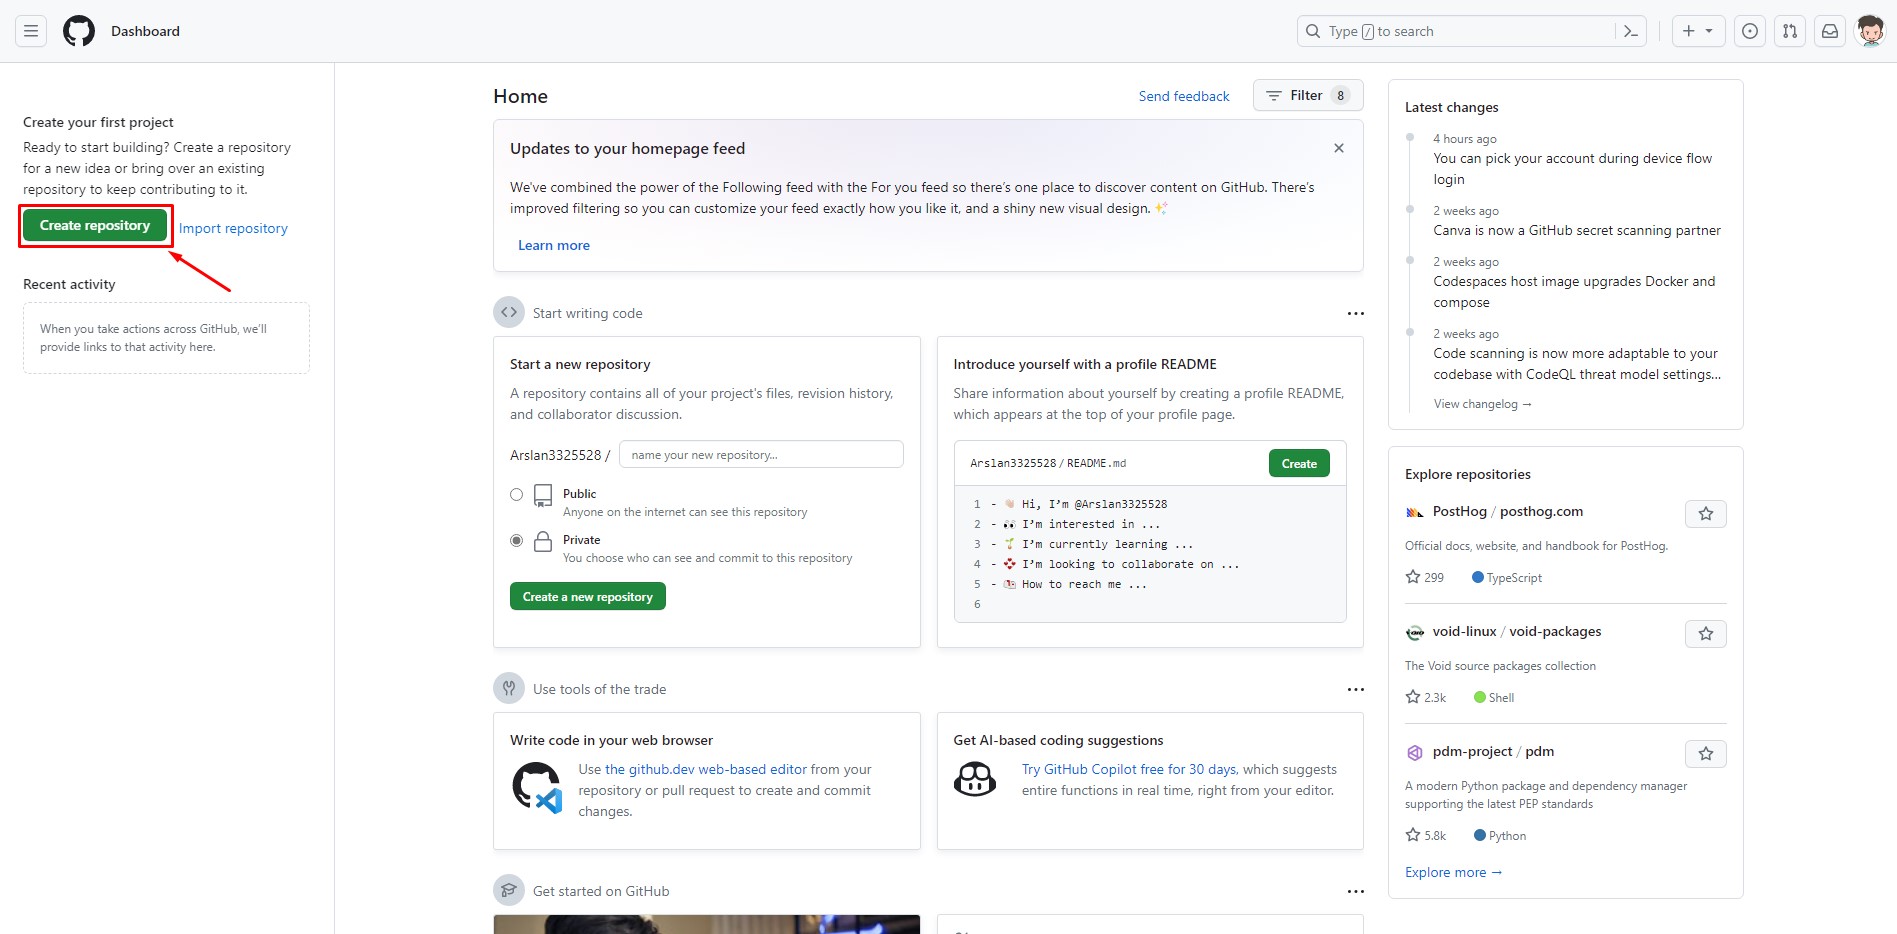 Dashboard
Type / to search
Create your first project
Ready to start building? Create a repository
for a new idea or bring over an existing
repository to keep contributing to it.
Create repository
Import repository
Recent activity
When you take actions across GitHub, we'll
provide links to that activity here.
Home
Send feedback
Filter 8
Updates to your homepage feed
We've combined the power of the Following feed with the For you feed so there's one place to discover content on GitHub. There's
improved filtering so you can customize your feed exactly how you like it, and a shiny new visual design. ✨
Learn more
Start writing code
Start a new repository
A repository contains all of your project's files, revision history,
and collaborator discussion.
Arslan3325528 / name your new repository...
Public
Anyone on the internet can see this repository
Private
You choose who can see and commit to this repository
Create a new repository
Introduce yourself with a profile README
Share information about yourself by creating a profile README,
which appears at the top of your profile page.
Arslan3325528 / README.md
Create
1 - 👋 Hi, I'm @Arslan3325528
2 - 👀 I'm interested in ...
3 - 🌱 I'm currently learning ...
4 - 💞️ I'm looking to collaborate on ...
5 - 📫 How to reach me ...
6
Use tools of the trade
Write code in your web browser
Use the github.dev web-based editor from your
repository or pull request to create and commit
changes.
Get AI-based coding suggestions
Try GitHub Copilot free for 30 days, which suggests
entire functions in real time, right from your editor.
Get started on GitHub
Latest changes
4 hours ago
You can pick your account during device flow
login
2 weeks ago
Canva is now a GitHub secret scanning partner
2 weeks ago
Codespaces host image upgrades Docker and
compose
2 weeks ago
Code scanning is now more adaptable to your
codebase with CodeQL threat model settings...
View changelog →
Explore repositories
PostHog / posthog.com
Official docs, website, and handbook for PostHog.
299 TypeScript
void-linux / void-packages
The Void source packages collection
2.3k Shell
pdm-project / pdm
A modern Python package and dependency manager
supporting the latest PEP standards
5.8k Python
Explore more →